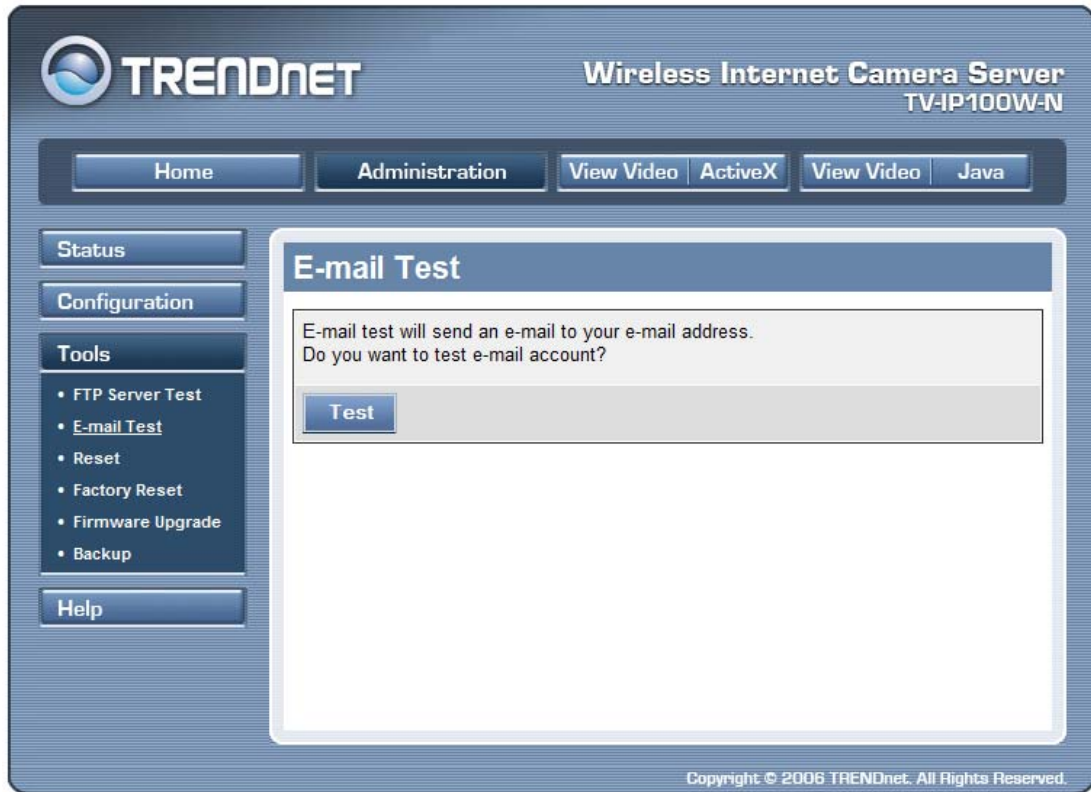 TRENDNET
Wireless Internet Camera Server
TV-IP100W-N
Home Administration View Video ActiveX View Video Java
Status
Configuration
Tools
• FTP Server Test
• E-mail Test
• Reset
• Factory Reset
• Firmware Upgrade
• Backup
Help
E-mail Test
E-mail test will send an e-mail to your e-mail address.
Do you want to test e-mail account?
Test
Copyright © 2006 TRENDnet. All Rights Reserved.